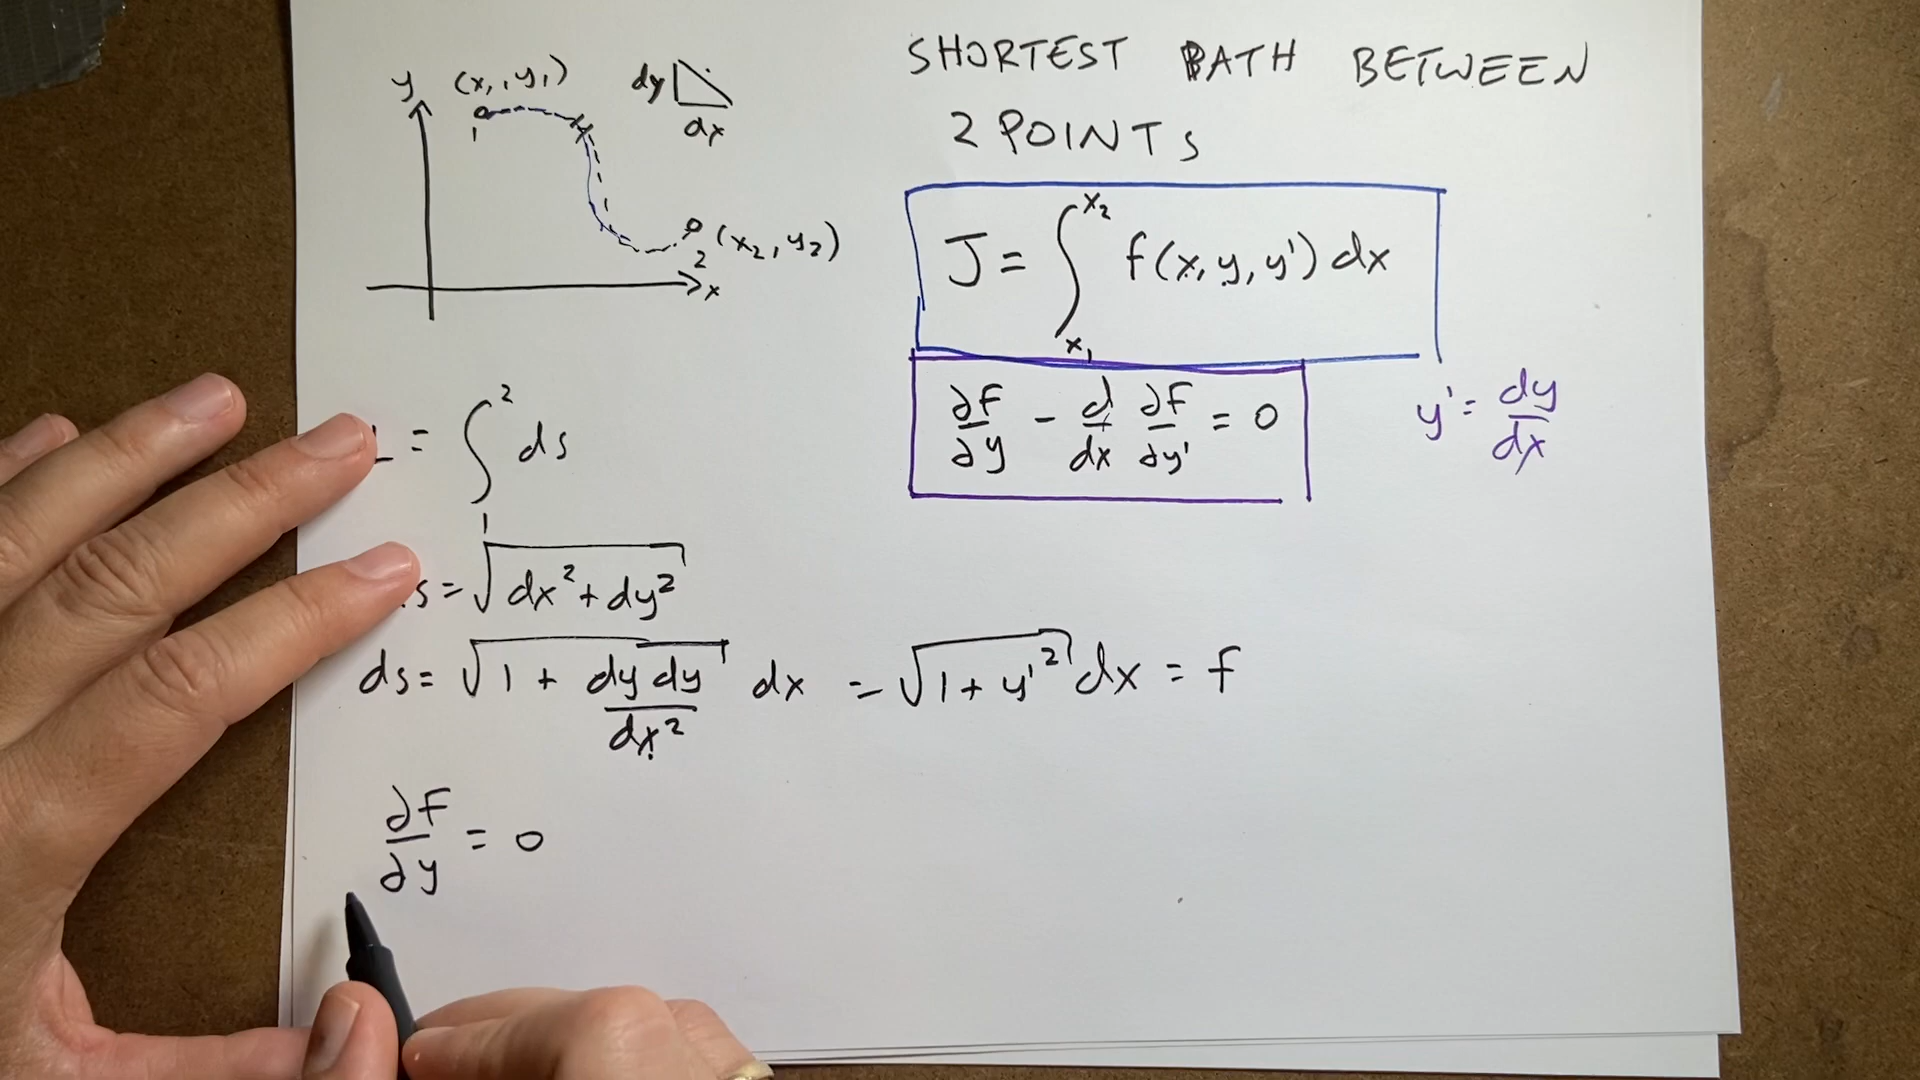 SHORTEST PATH BETWEEN
2 POINTS
y (x₁, y₁)
1
dy
dx
(x₂, y₂)
2
x
J = ∫ₓ₁ˣ² f(x, y, y') dx
∂f/∂y - d/dx ∂f/∂y' = 0
y' = dy/dx
= ∫₁² ds
s = √(dx² + dy²)
ds = √(1 + dy dy/dx²) dx = √(1 + y'²) dx = f
∂f/∂y = 0